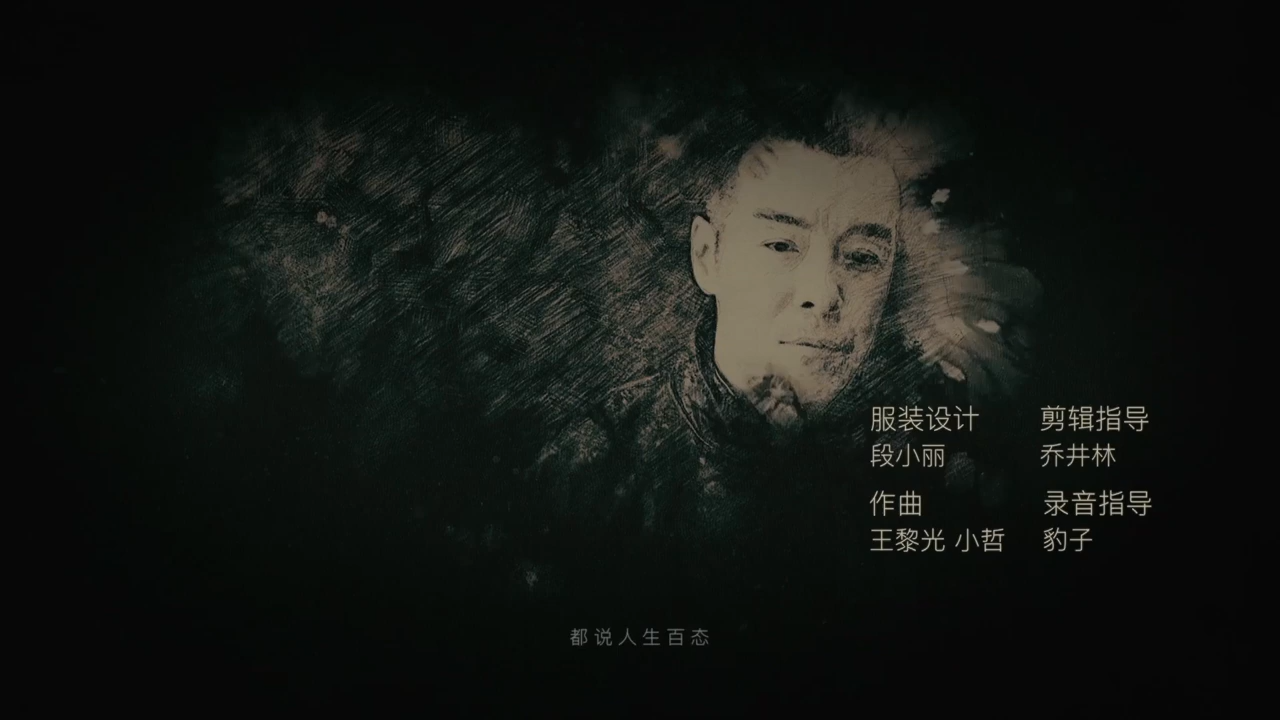 服装设计
段小丽
剪辑指导
乔井林
作曲
王黎光 小哲
录音指导
豹子
都说人生百态